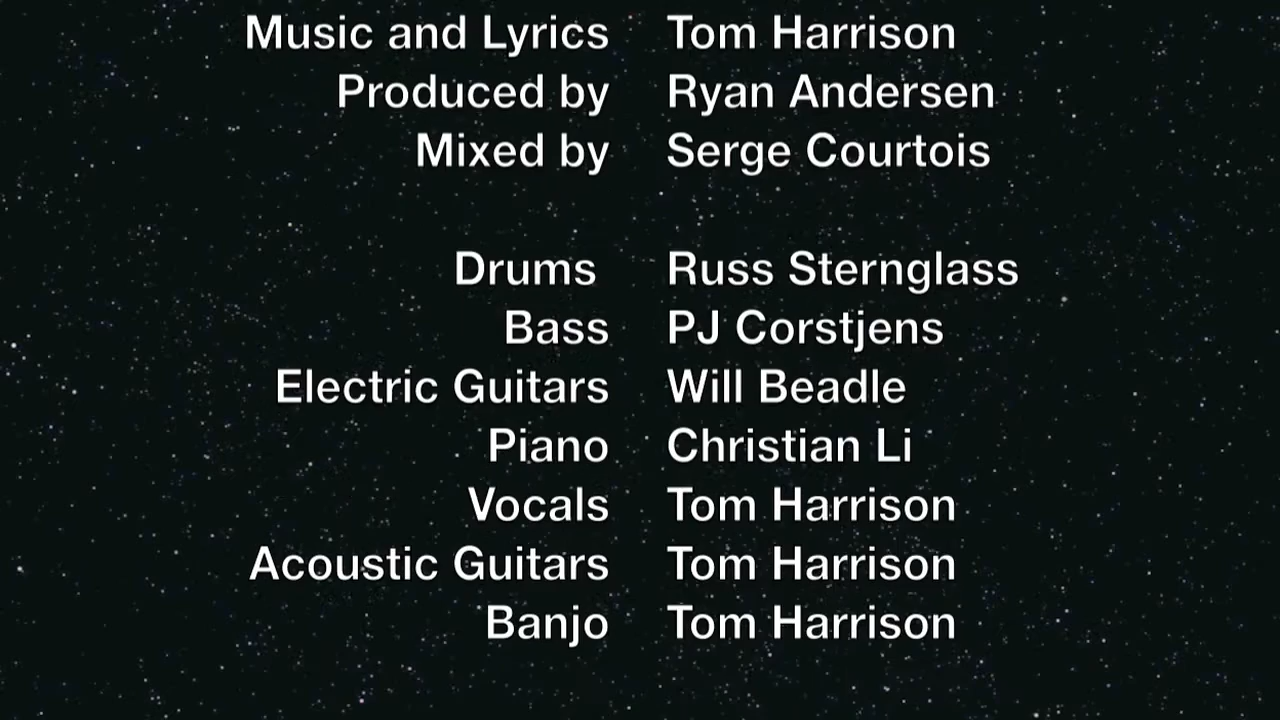 Music and Lyrics Tom Harrison
Produced by Ryan Andersen
Mixed by Serge Courtois
Drums Russ Sternglass
Bass PJ Corstjens
Electric Guitars Will Beadle
Piano Christian Li
Vocals Tom Harrison
Acoustic Guitars Tom Harrison
Banjo Tom Harrison